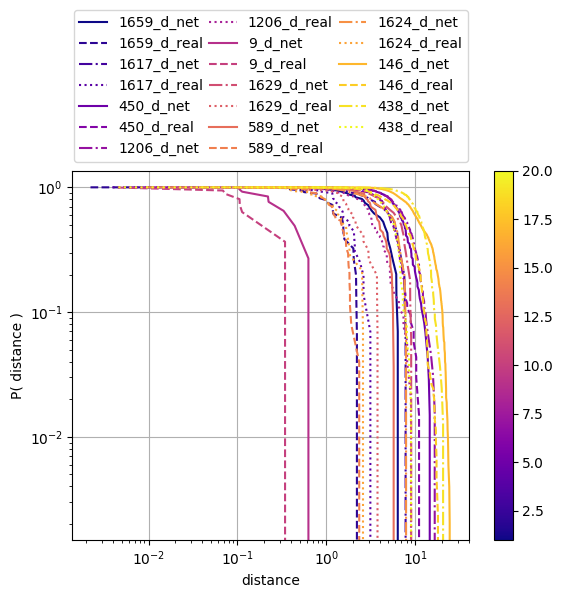 1659_d_net
1659_d_real
1617_d_net
1617_d_real
450_d_net
450_d_real
1206_d_net
1206_d_real
9_d_net
9_d_real
1629_d_net
1629_d_real
589_d_net
589_d_real
1624_d_net
1624_d_real
146_d_net
146_d_real
438_d_net
438_d_real
P( distance )
10⁰
10⁻¹
10⁻²
10⁻²
10⁻¹
10⁰
10¹
distance
20.0
17.5
15.0
12.5
10.0
7.5
5.0
2.5